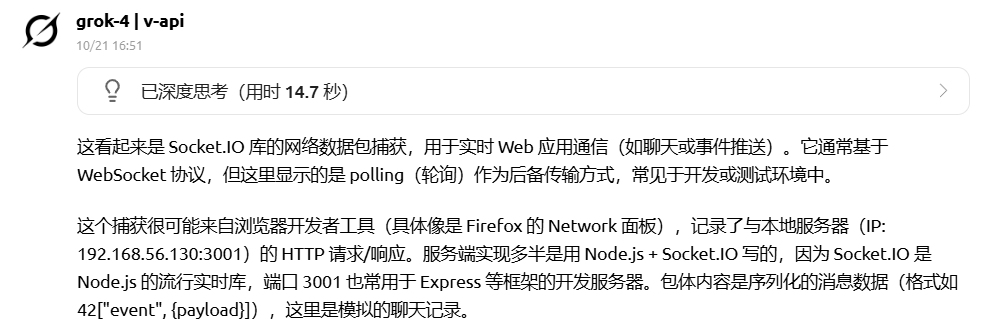 grok-4 | v-api
10/21 16:51
已深度思考（用时 14.7 秒）
这看起来是 Socket.IO 库的网络数据包捕获，用于实时 Web 应用通信（如聊天或事件推送）。它通常基于
WebSocket 协议，但这里显示的是 polling（轮询）作为后备传输方式，常见于开发或测试环境中。
这个捕获很可能来自浏览器开发者工具（具体像是 Firefox 的 Network 面板），记录了与本地服务器（IP:
192.168.56.130:3001）的 HTTP 请求/响应。服务端实现多半是用 Node.js + Socket.IO 写的，因为 Socket.IO 是
Node.js 的流行实时库，端口 3001 也常用于 Express 等框架的开发服务器。包体内容是序列化的消息数据（格式如
42["event", {payload}]），这里是模拟的聊天记录。